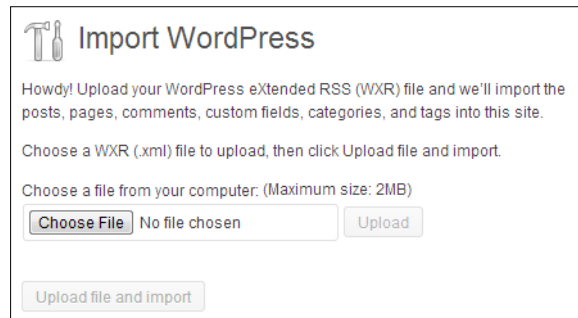 Import WordPress
Howdy! Upload your WordPress eXtended RSS (WXR) file and we'll import the
posts, pages, comments, custom fields, categories, and tags into this site.
Choose a WXR (.xml) file to upload, then click Upload file and import.
Choose a file from your computer: (Maximum size: 2MB)
Choose File No file chosen Upload
Upload file and import